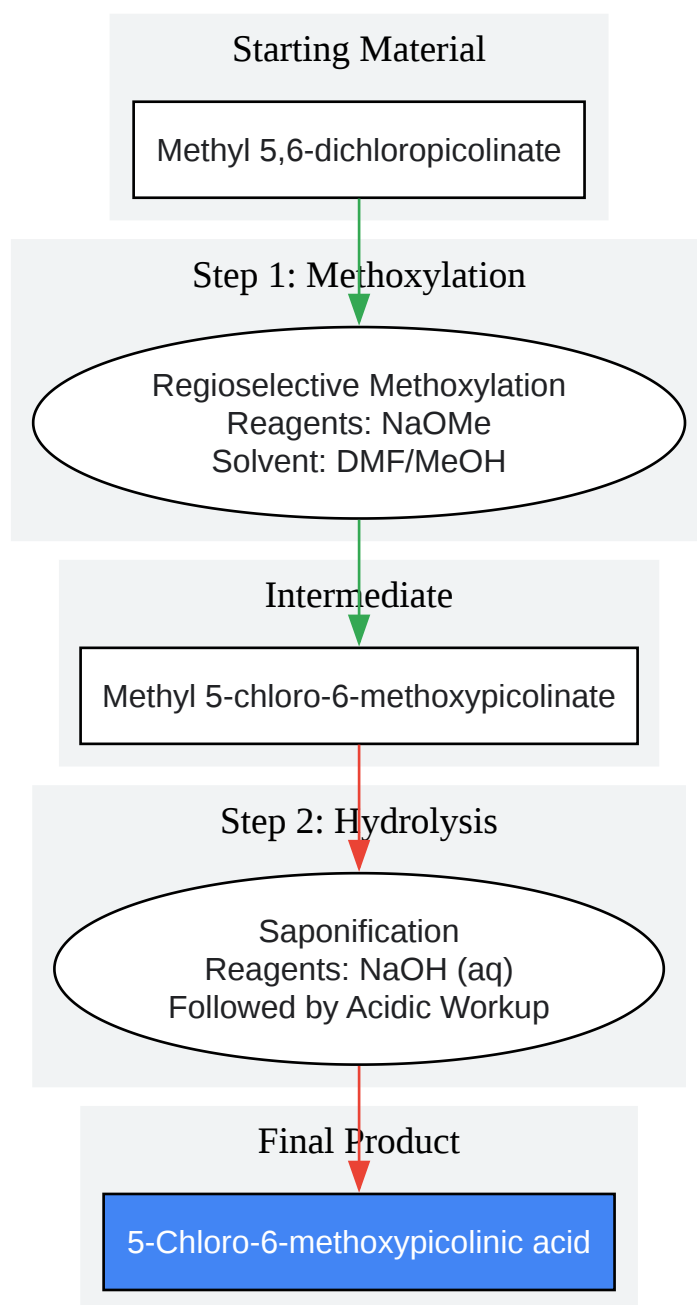 Starting Material
Methyl 5,6-dichloropicolinate
Step 1: Methoxylation
Regioselective Methoxylation
Reagents: NaOMe
Solvent: DMF/MeOH
Intermediate
Methyl 5-chloro-6-methoxypicolinate
Step 2: Hydrolysis
Saponification
Reagents: NaOH (aq)
Followed by Acidic Workup
Final Product
5-Chloro-6-methoxypicolinic acid